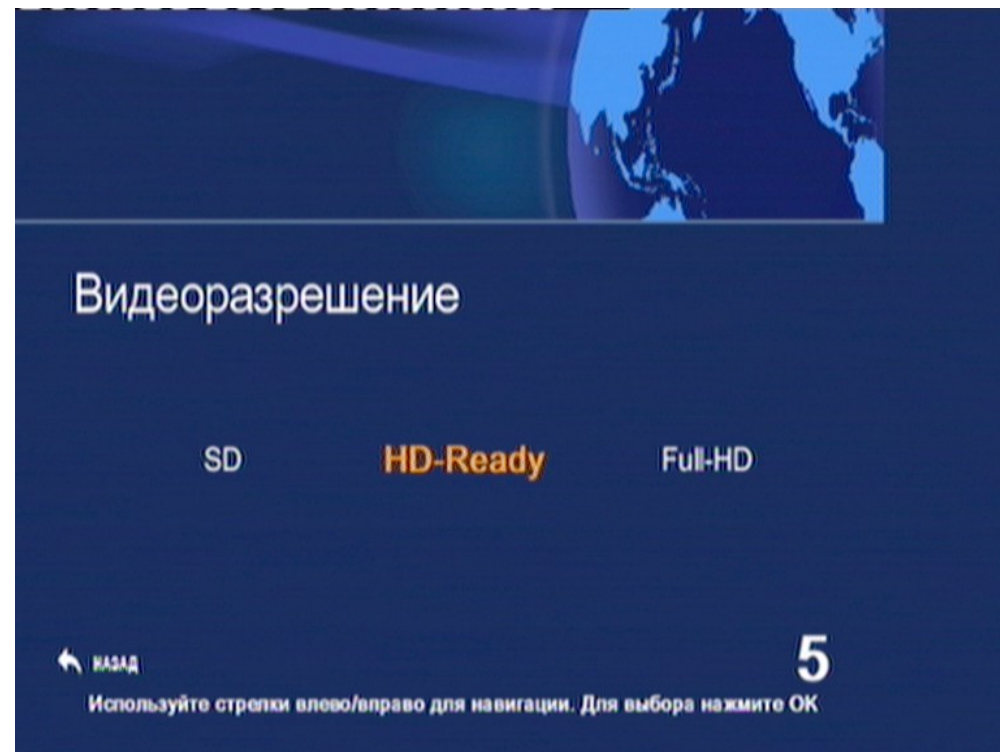 Видеоразрешение
SD HD-Ready Full-HD
НАЗАД 5
Используйте стрелки влево/вправо для навигации. Для выбора нажмите ОК